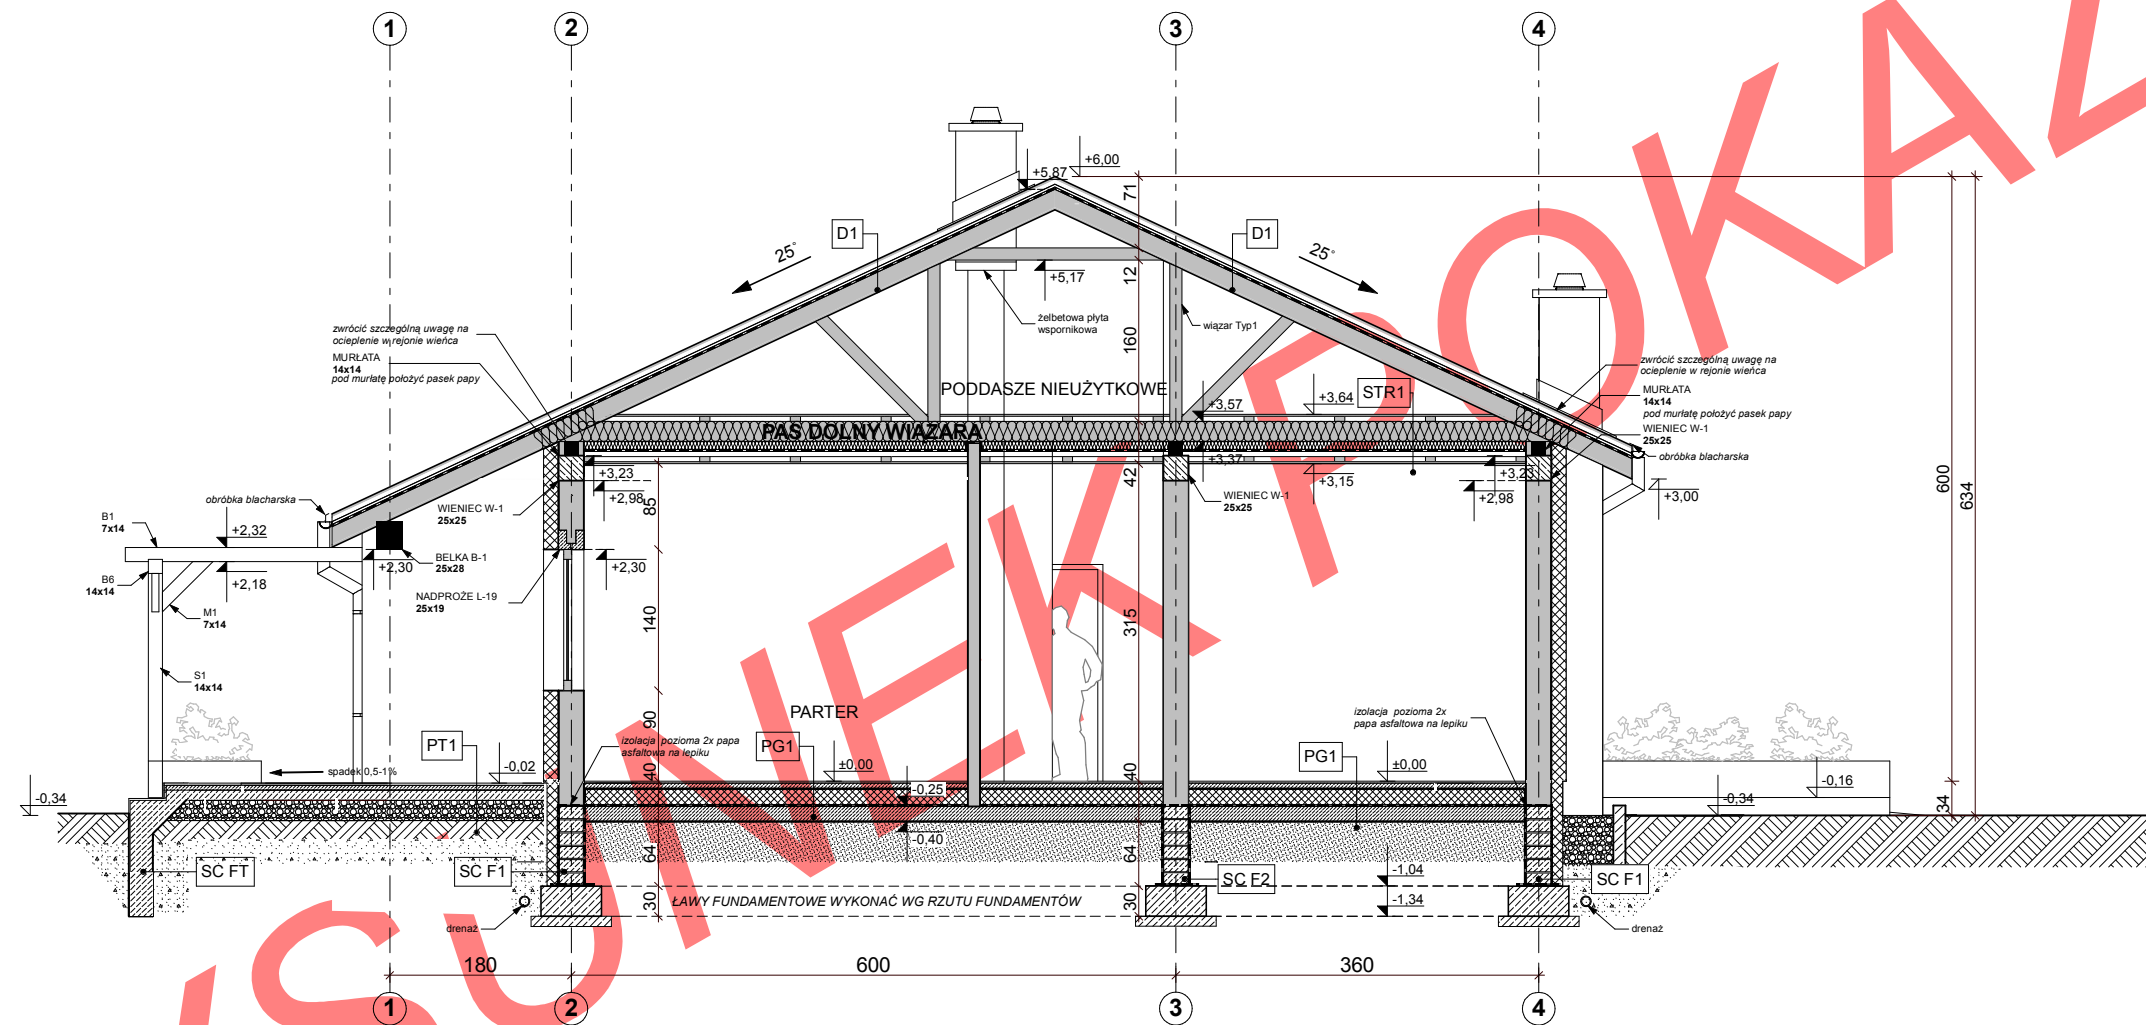 1
2
3
4
+6,00
+5,87
71
D1
D1
25°
25°
+5,17
12
żelbetowa płyta
wspornikowa
wiązar Typ1
160
zwrócić szczególną uwagę na
ocieplenie w rejonie wieńca
MURŁATA
14x14
pod murłatę położyć pasek papy
zwrócić szczególną uwagę na
ocieplenie w rejonie wieńca
MURŁATA
14x14
pod murłatę położyć pasek papy
WIENIEC W-1
25x25
obróbka blacharska
PODDASZE NIEUŻYTKOWE
STR1
+3,57
+3,64
PAS DOLNY WIĄZARA
+3,37
+3,23
+2,98
+3,15
+3,23
+2,98
+3,00
42
85
600
634
obróbka blacharska
WIENIEC W-1
25x25
WIENIEC W-1
25x25
B1
7x14
+2,32
+2,18
+2,30
BELKA B-1
25x28
+2,30
B6
14x14
M1
7x14
NADPROŻE L-19
25x19
140
315
S1
14x14
PARTER
90
izolacja pozioma 2x papa
asfaltowa na lepiku
izolacja pozioma 2x
papa asfaltowa na lepiku
PT1
PG1
PG1
spadek 0,5-1%
-0,02
±0,00
±0,00
40
40
-0,34
-0,25
-0,16
-0,34
34
-0,40
64
64
SC FT
SC F1
SC F2
SC F1
-1,04
-1,34
30
30
ŁAWY FUNDAMENTOWE WYKONAĆ WG RZUTU FUNDAMENTÓW
drenaż
drenaż
180
600
360
1
2
3
4
YSUNEK POKAZ